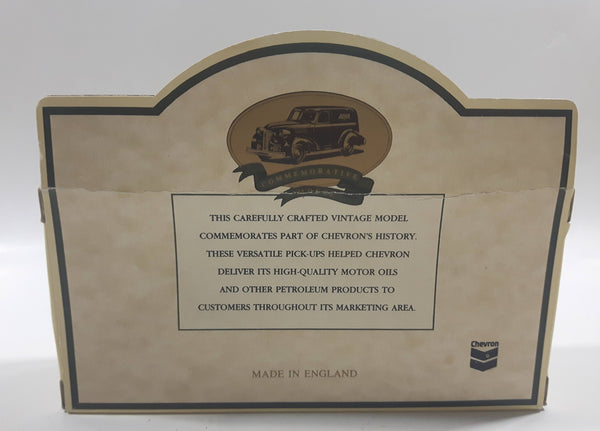 COMMEMORATIVE
THIS CAREFULLY CRAFTED VINTAGE MODEL
COMMEMORATES PART OF CHEVRON'S HISTORY.
THESE VERSATILE PICK-UPS HELPED CHEVRON
DELIVER ITS HIGH-QUALITY MOTOR OILS
AND OTHER PETROLEUM PRODUCTS TO
CUSTOMERS THROUGHOUT ITS MARKETING AREA.
Chevron
MADE IN ENGLAND